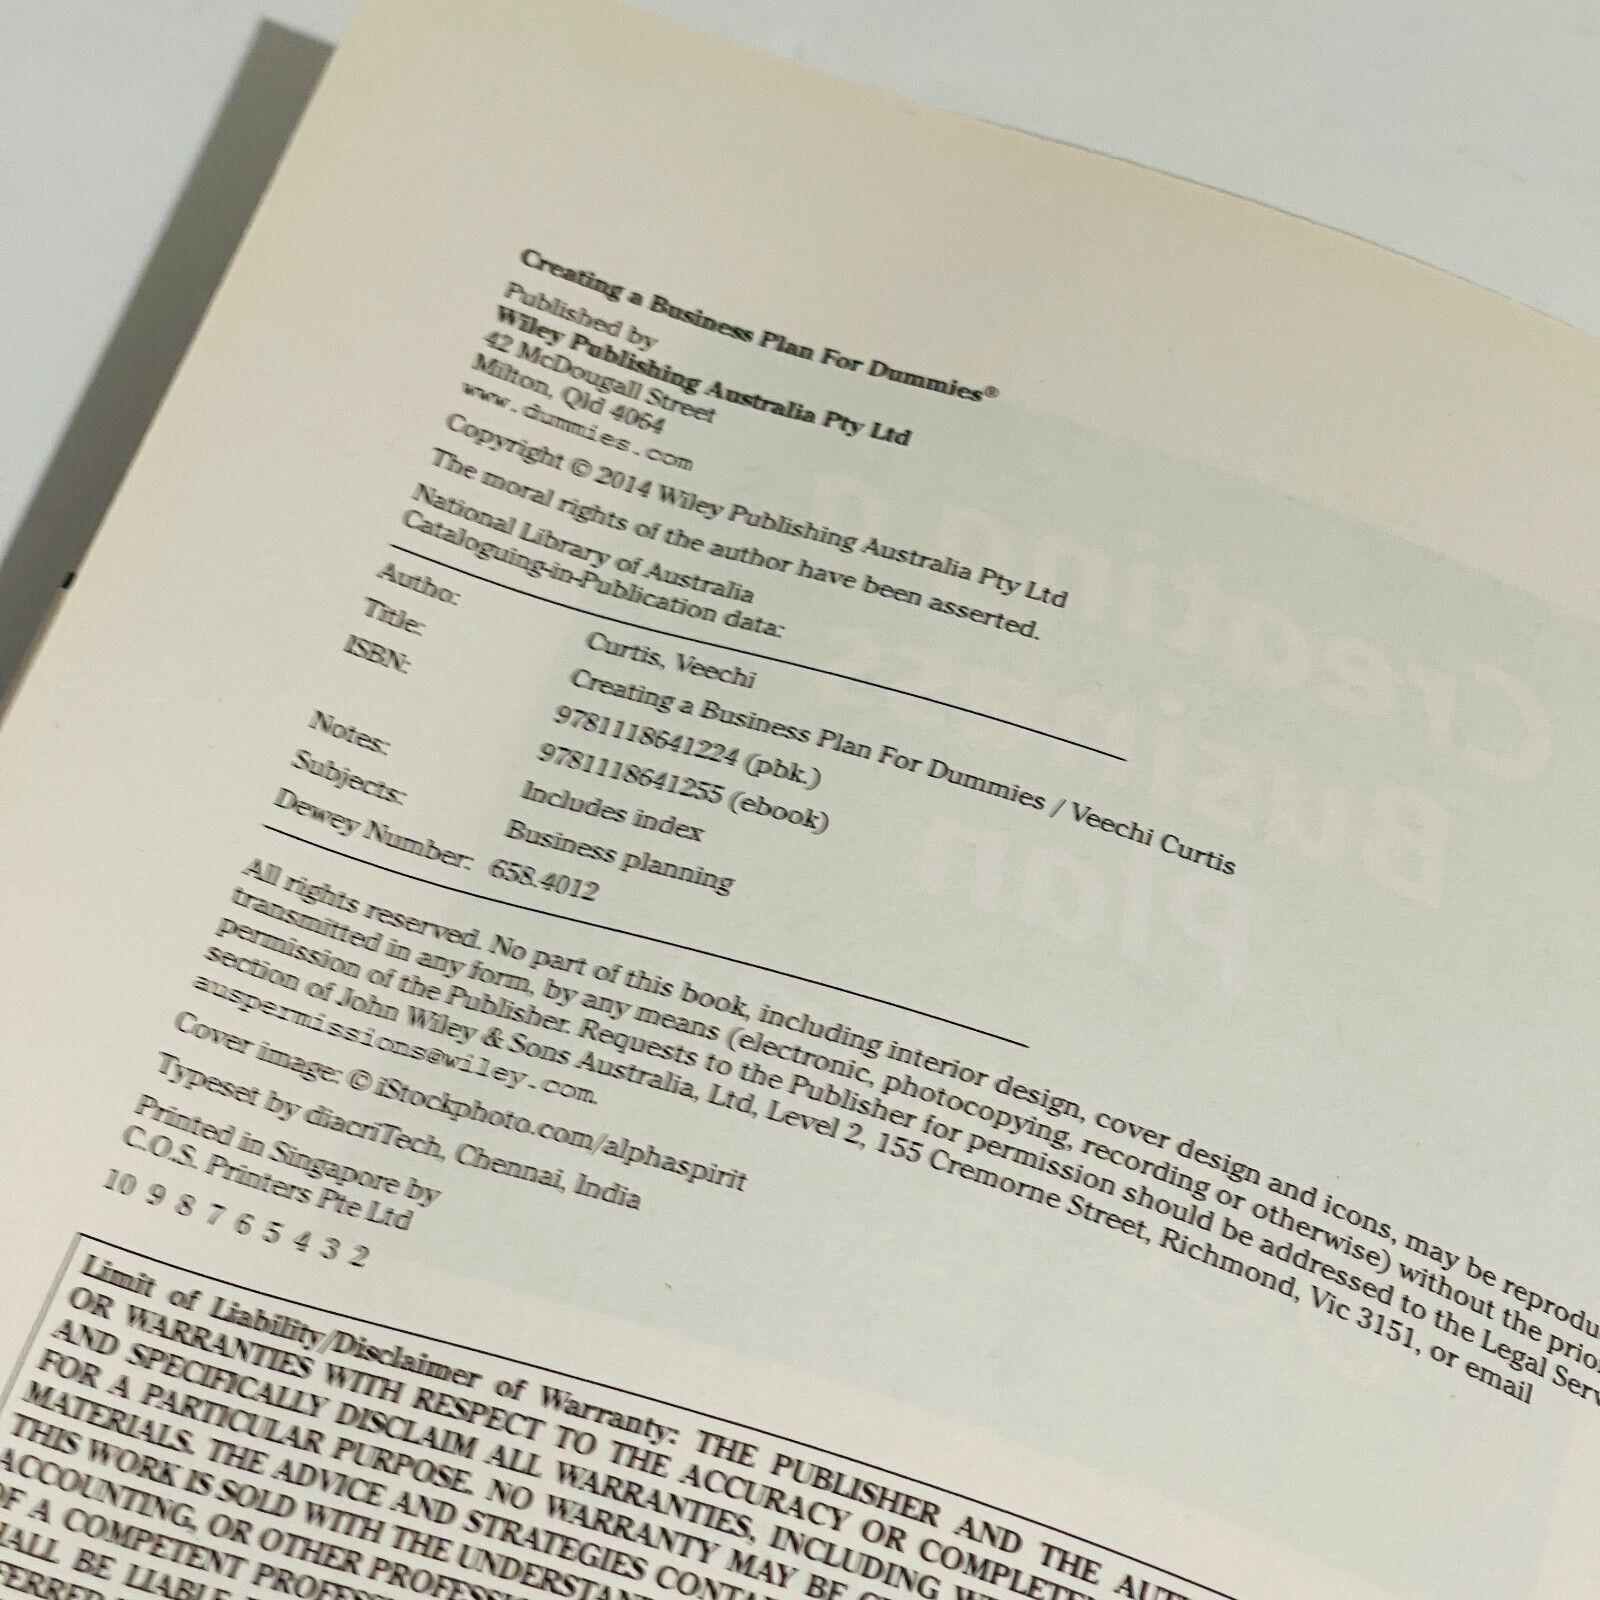 Creating a Business Plan For Dummies®
Published by
Wiley Publishing Australia Pty Ltd
42 McDougall Street
Milton, Qld 4064
www.dummies.com
Copyright © 2014 Wiley Publishing Australia Pty Ltd
The moral rights of the author have been asserted.
National Library of Australia
Cataloguing-in-Publication data:
Autho: Curtis, Veechi
Title: Creating a Business Plan For Dummies / Veechi Curtis
ISBN: 9781118641224 (pbk.)
9781118641255 (ebook)
Notes: Includes index
Subjects: Business planning
Dewey Number: 658.4012
All rights reserved. No part of this book, including interior design, cover design and icons, may be reprodu
transmitted in any form, by any means (electronic, photocopying, recording or otherwise) without the prior
permission of the Publisher. Requests to the Publisher for permission should be addressed to the Legal Serv
section of John Wiley & Sons Australia, Ltd, Level 2, 155 Cremorne Street, Richmond, Vic 3151, or email
auspermissions@wiley.com.
Cover image: © iStockphoto.com/alphaspirit
Typeset by diacriTech, Chennai, India
Printed in Singapore by
C.O.S. Printers Pte Ltd
10 9 8 7 6 5 4 3 2
Limit of Liability/Disclaimer of Warranty: THE PUBLISHER AND THE AUTH
OR WARRANTIES WITH RESPECT TO THE ACCURACY OR COMPLETEN
AND SPECIFICALLY DISCLAIM ALL WARRANTIES, INCLUDING W
FOR A PARTICULAR PURPOSE. NO WARRANTY MAY BE
MATERIALS. THE ADVICE AND STRATEGIES CONTA
THIS WORK IS SOLD WITH THE UNDERSTAN
ACCOUNTING, OR OTHER PROFESSI
OF A COMPETENT PROFES
HALL BE LIABLE
FERRED